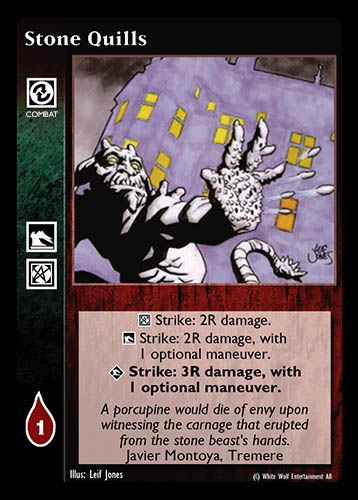 Stone Quills
COMBAT
LEIF
JONES
Strike: 2R damage.
Strike: 2R damage, with
1 optional maneuver.
Strike: 3R damage, with
1 optional maneuver.
A porcupine would die of envy upon
witnessing the carnage that erupted
from the stone beast's hands.
Javier Montoya, Tremere
1
Illus: Leif Jones
(C) White Wolf Entertainment AB